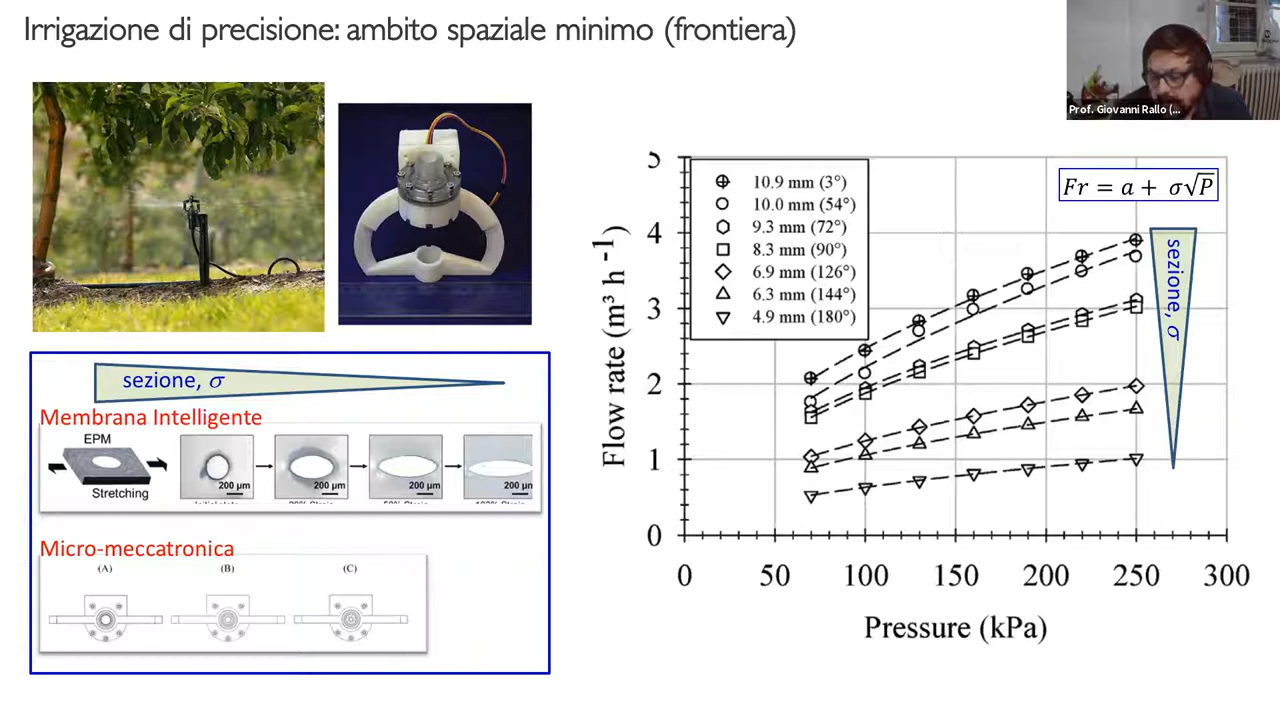 Irrigazione di precisione: ambito spaziale minimo (frontiera)
Prof. Giovanni Rallo (...
sezione, σ
Membrana Intelligente
EPM
Stretching
200 µm
200 µm
200 µm
200 µm
Micro-meccatronica
(A) (B) (C)
Fr = a + σ√P
10.9 mm (3°)
10.0 mm (54°)
9.3 mm (72°)
8.3 mm (90°)
6.9 mm (126°)
6.3 mm (144°)
4.9 mm (180°)
sezione, σ
Flow rate (m³ h⁻¹)
5
4
3
2
1
0
0 50 100 150 200 250 300
Pressure (kPa)